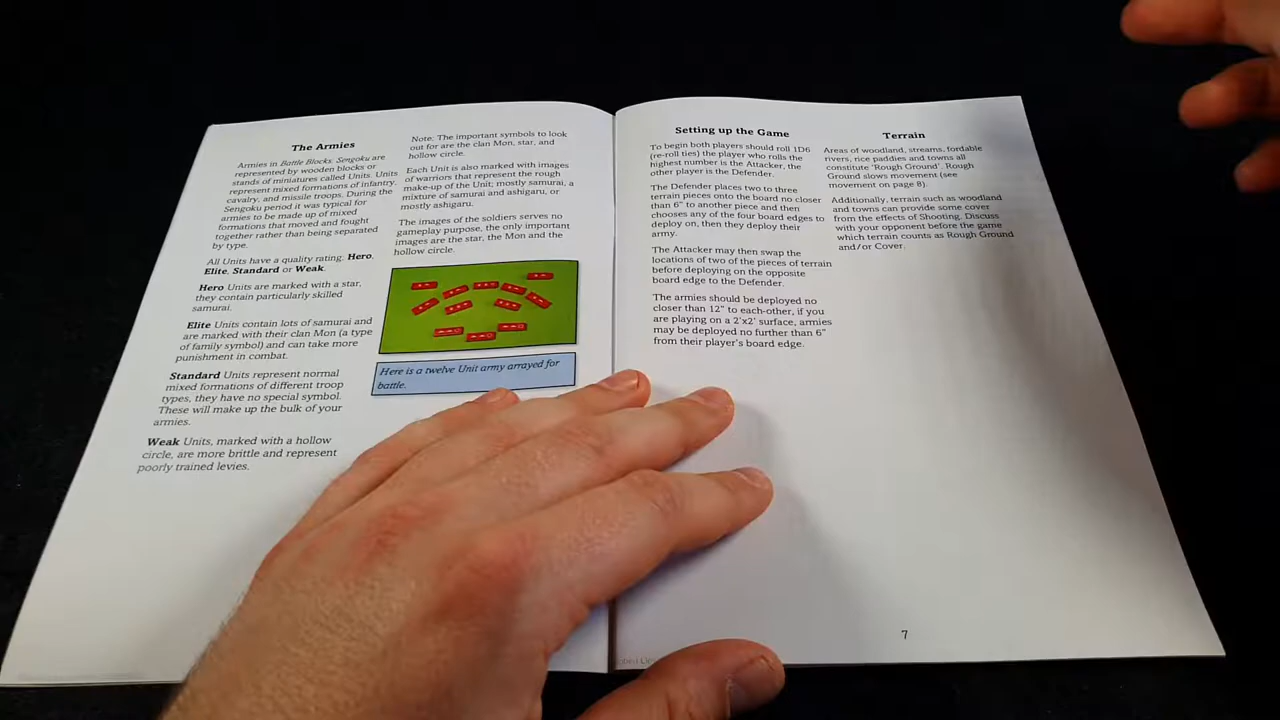 The Armies
Armies in Battle Blocks: Sengoku are
represented by wooden blocks or
stands of miniatures called Units. Units
represent mixed formations of infantry,
cavalry, and missile troops. During the
Sengoku period it was typical for
armies to be made up of mixed
formations that moved and fought
together rather than being separated
by type.
All Units have a quality rating. Hero,
Elite, Standard or Weak.
Hero Units are marked with a star,
they contain particularly skilled
samurai.
Elite Units contain lots of samurai and
are marked with their clan Mon (a type
of family symbol) and can take more
punishment in combat.
Standard Units represent normal
mixed formations of different troop
types, they have no special symbol.
These will make up the bulk of your
armies.
Weak Units, marked with a hollow
circle, are more brittle and represent
poorly trained levies.
Note: The important symbols to look
out for are the clan Mon, star, and
hollow circle.
Each Unit is also marked with images
of warriors that represent the rough
make-up of the Unit; mostly samurai, a
mixture of samurai and ashigaru, or
mostly ashigaru.
The images of the soldiers serves no
gameplay purpose, the only important
images are the star, the Mon and the
hollow circle.
Here is a twelve Unit army arrayed for
battle.
Setting up the Game
To begin both players should roll 1D6
(re-roll ties) the player who rolls the
highest number is the Attacker, the
other player is the Defender.
The Defender places two to three
terrain pieces onto the board no closer
than 6" to another piece and then
chooses any of the four board edges to
deploy on, then they deploy their
army.
The Attacker may then swap the
locations of two of the pieces of terrain
before deploying on the opposite
board edge to the Defender.
The armies should be deployed no
closer than 12" to each-other, if you
are playing on a 2'x2' surface, armies
may be deployed no further than 6"
from their player's board edge.
Terrain
Areas of woodland, streams, fordable
rivers, rice paddies and towns all
constitute 'Rough Ground'. Rough
Ground slows movement (see
movement on page 8).
Additionally, terrain such as woodland
and towns can provide some cover
from the effects of Shooting. Discuss
with your opponent before the game
which terrain counts as Rough Ground
and/or Cover.
7